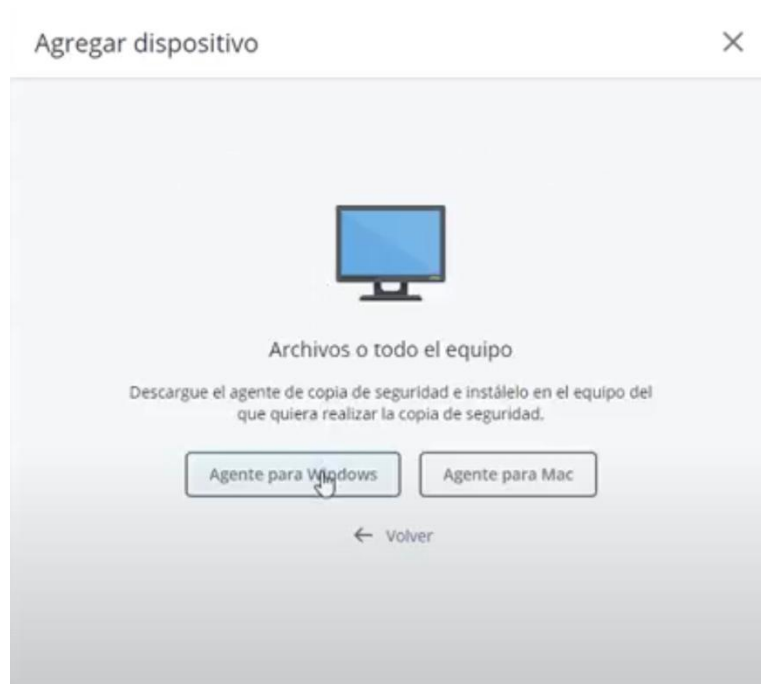 Agregar dispositivo
Archivos o todo el equipo
Descargue el agente de copia de seguridad e instálelo en el equipo del
que quiera realizar la copia de seguridad.
Agente para Windows Agente para Mac
Volver